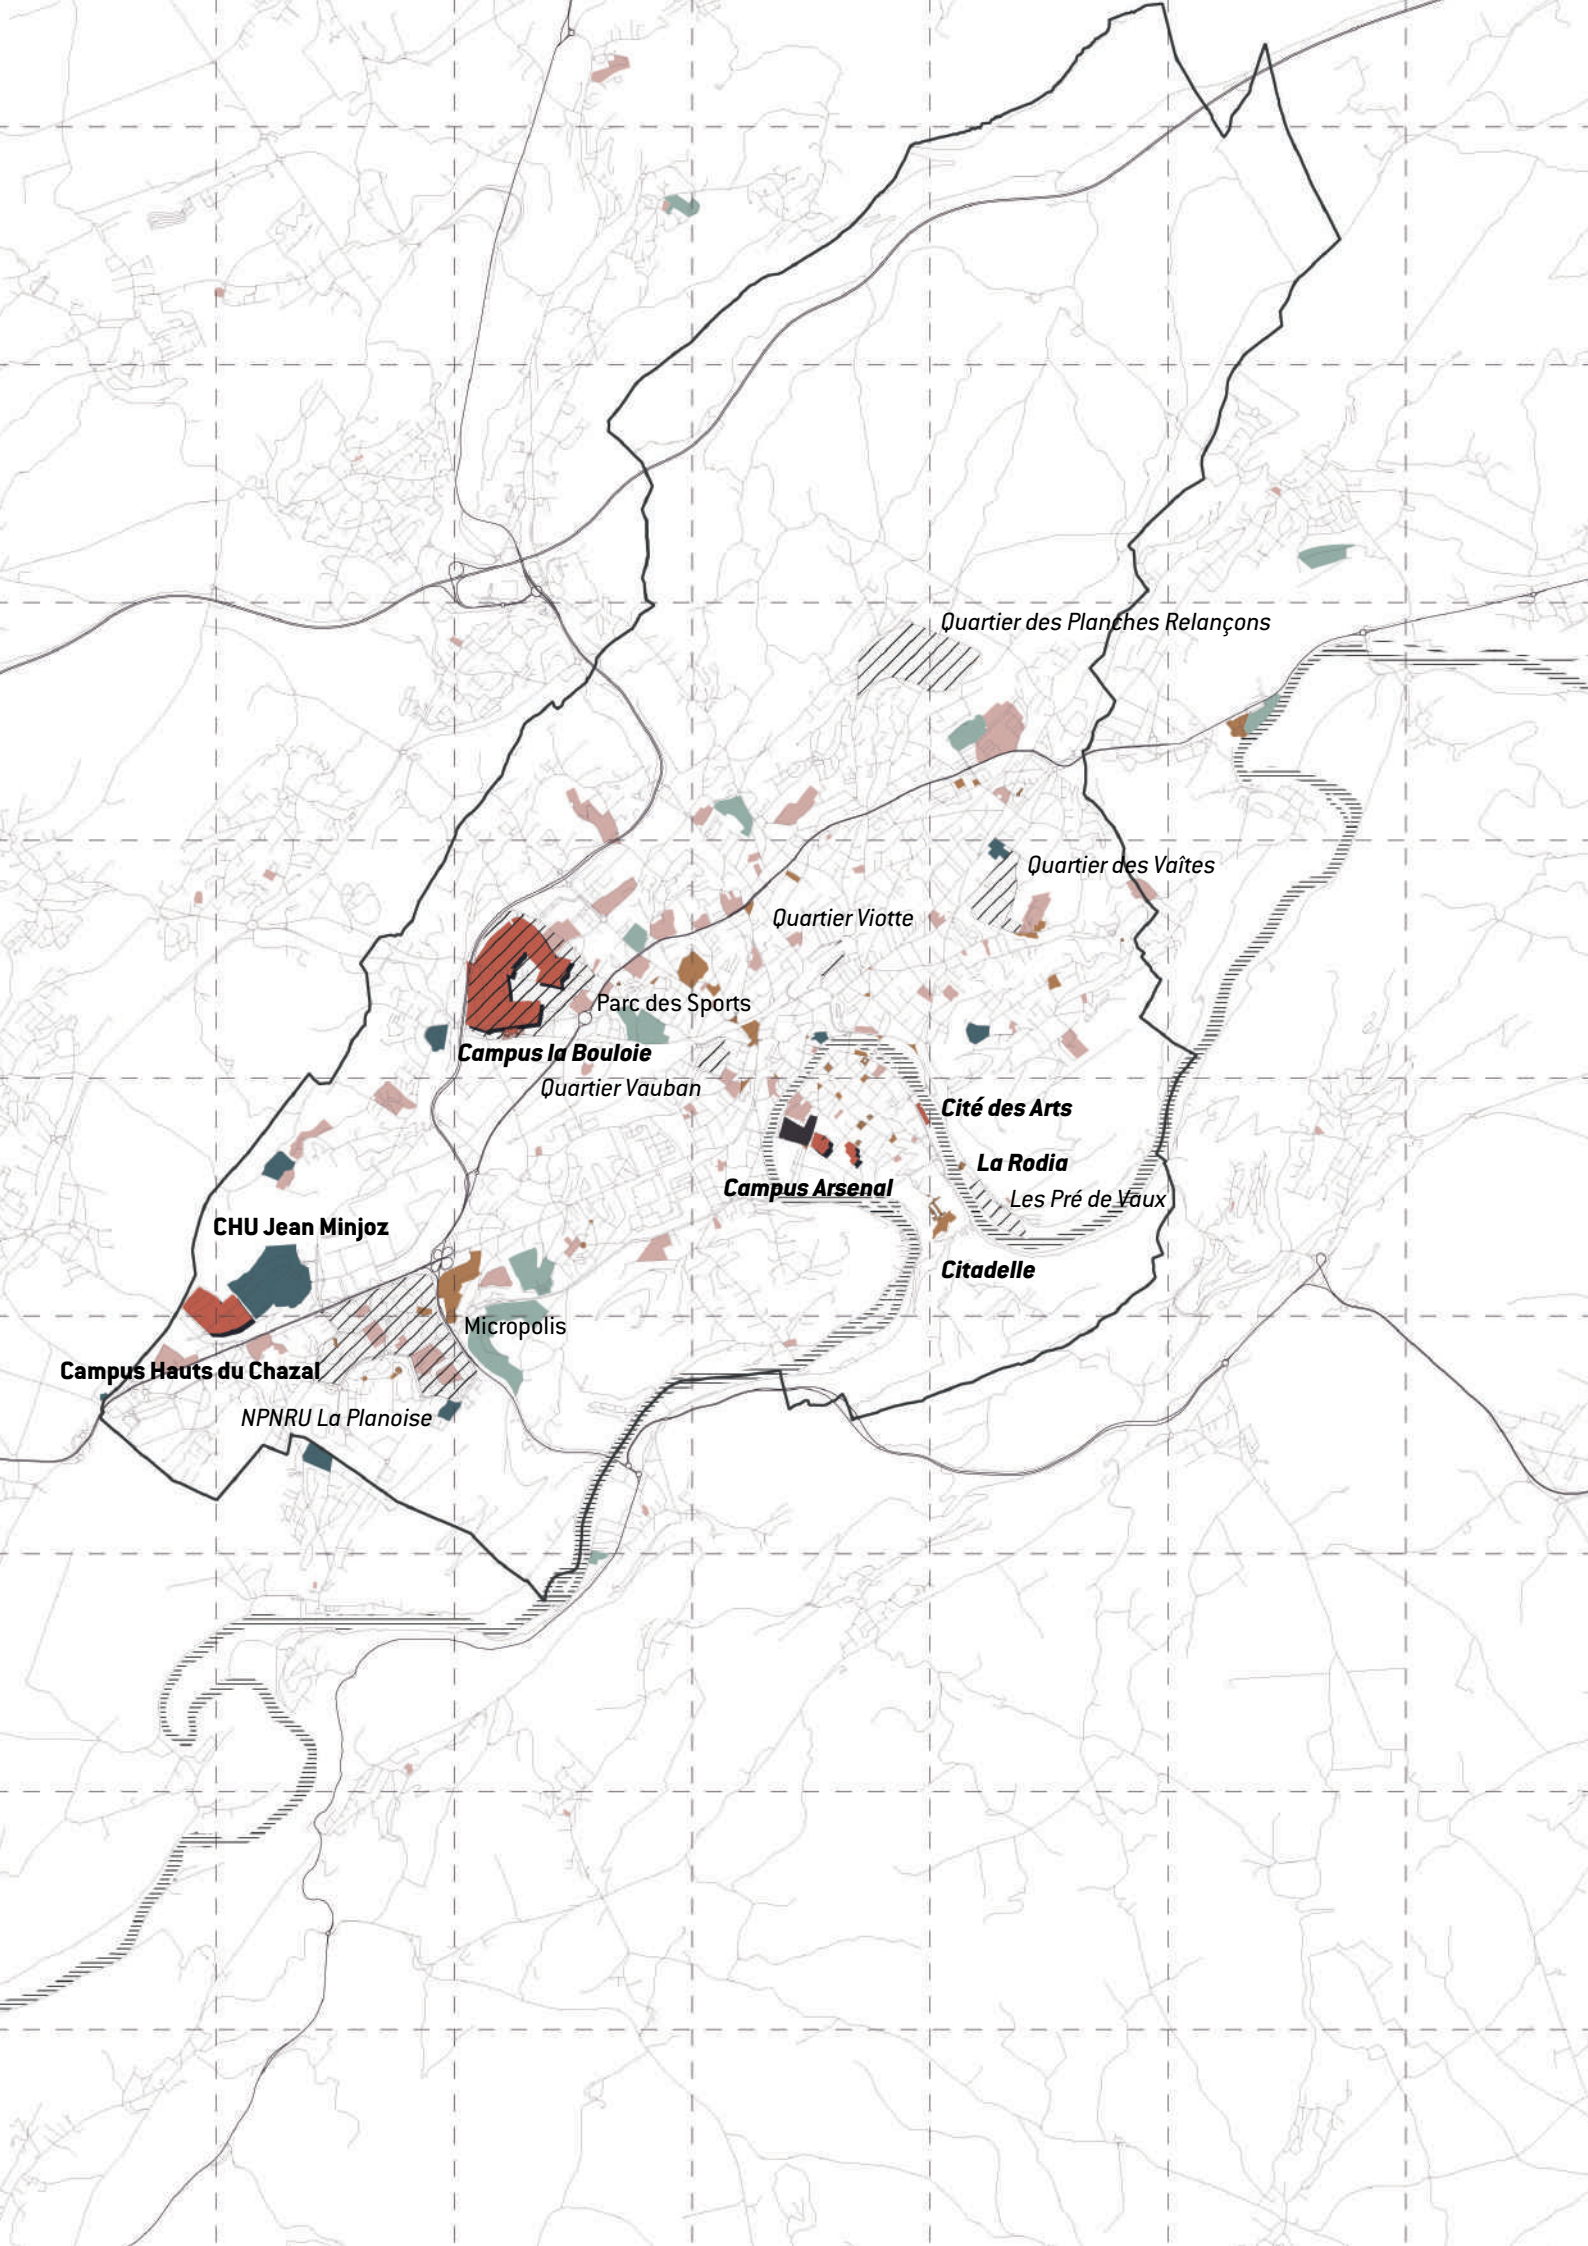 Quartier des Planches Relançons
Quartier des Vaîtes
Quartier Viotte
Parc des Sports
Campus la Bouloie
Quartier Vauban
Cité des Arts
La Rodia
Campus Arsenal
Les Pré de Vaux
CHU Jean Minjoz
Citadelle
Micropolis
Campus Hauts du Chazal
NPNRU La Planoise